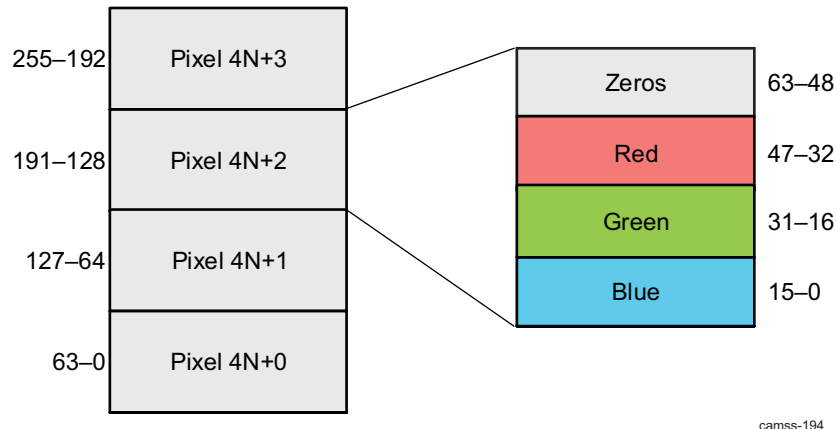 255–192 Pixel 4N+3
191–128 Pixel 4N+2
127–64 Pixel 4N+1
63–0 Pixel 4N+0
Zeros 63–48
Red 47–32
Green 31–16
Blue 15–0
camss-194